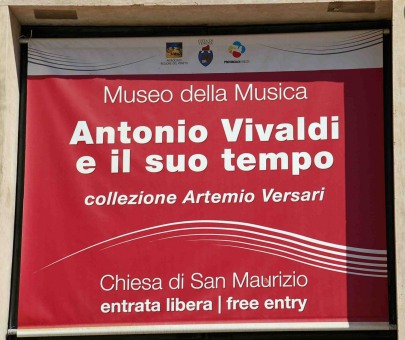 Museo della Musica
Antonio Vivaldi
e il suo tempo
collezione Artemio Versari
Chiesa di San Maurizio
entrata libera | free entry